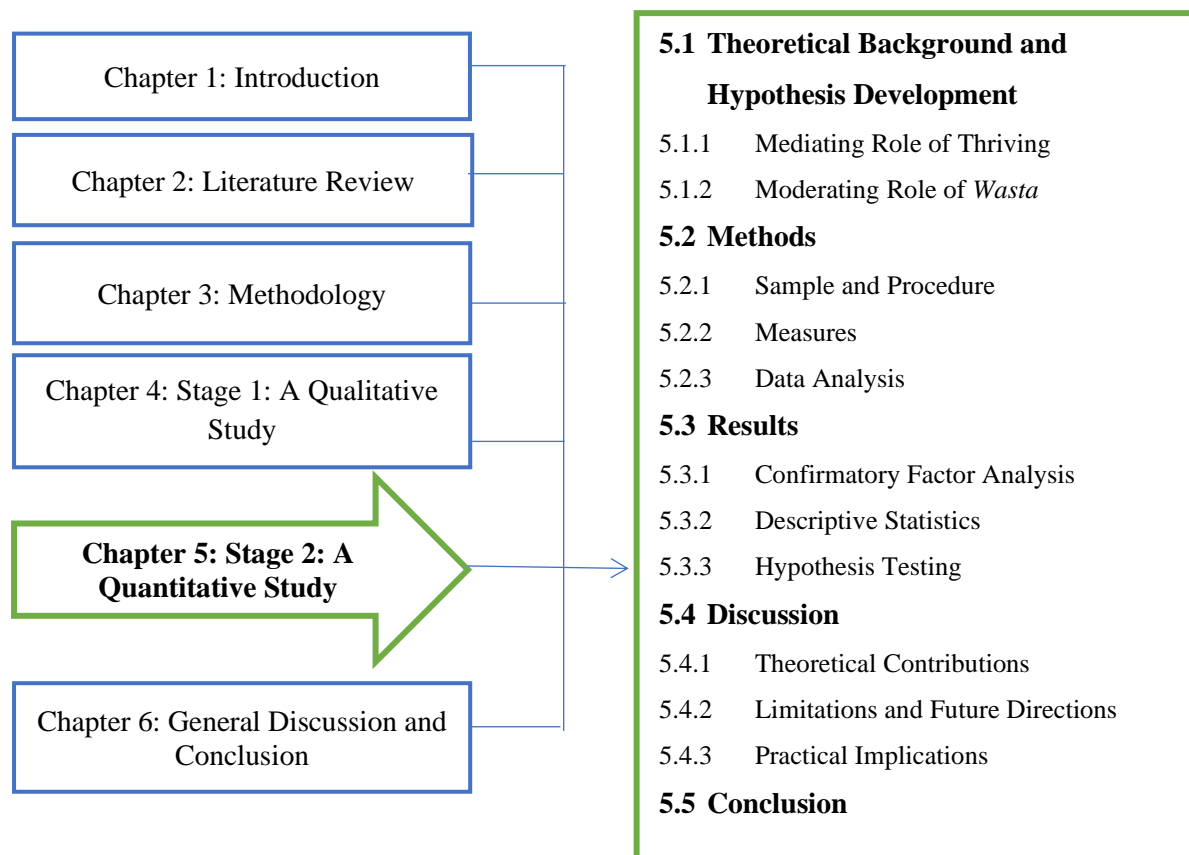 Chapter 1: Introduction
Chapter 2: Literature Review
Chapter 3: Methodology
Chapter 4: Stage 1: A Qualitative
Study
Chapter 5: Stage 2: A
Quantitative Study
Chapter 6: General Discussion and
Conclusion
5.1 Theoretical Background and
Hypothesis Development
5.1.1 Mediating Role of Thriving
5.1.2 Moderating Role of Wasta
5.2 Methods
5.2.1 Sample and Procedure
5.2.2 Measures
5.2.3 Data Analysis
5.3 Results
5.3.1 Confirmatory Factor Analysis
5.3.2 Descriptive Statistics
5.3.3 Hypothesis Testing
5.4 Discussion
5.4.1 Theoretical Contributions
5.4.2 Limitations and Future Directions
5.4.3 Practical Implications
5.5 Conclusion